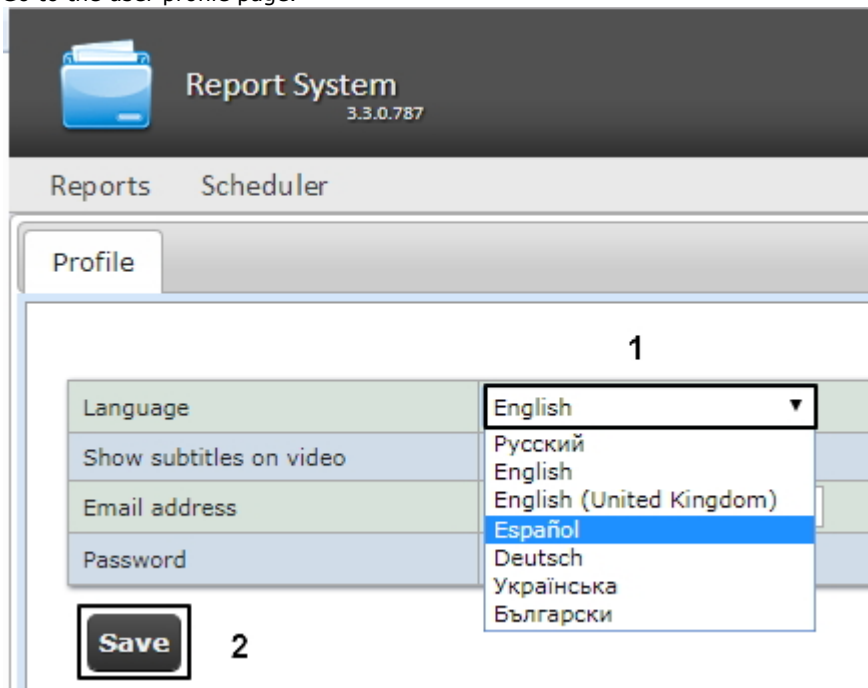 Go to the user profile page.
Report System
3.3.0.787
Reports Scheduler
Profile
1
Language English ▼
Show subtitles on video
Email address
Password
Русский
English
English (United Kingdom)
Español
Deutsch
Українська
Български
Save 2